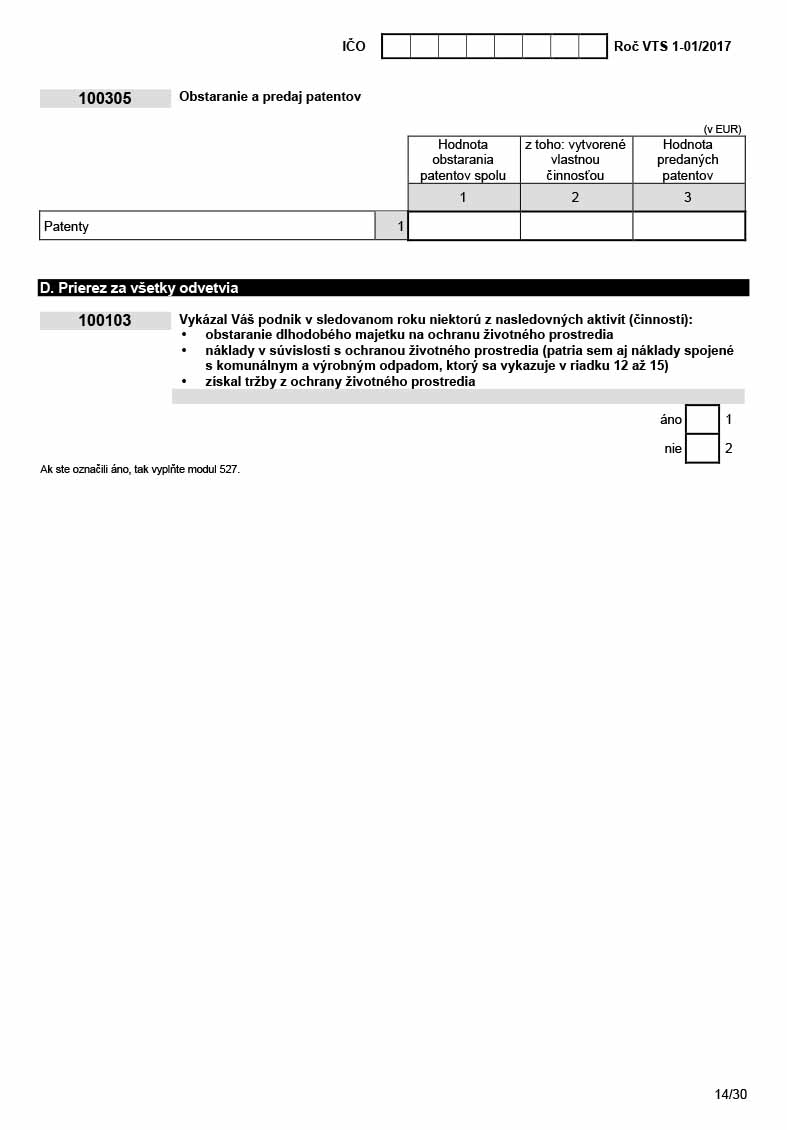 IČO Roč VTS 1-01/2017
100305 Obstaranie a predaj patentov
(v EUR)
Hodnota obstarania patentov spolu z toho: vytvorené vlastnou činnosťou Hodnota predaných patentov
1 2 3
Patenty 1
D. Prierez za všetky odvetvia
100103 Vykázal Váš podnik v sledovanom roku niektorú z nasledovných aktivít (činností):
• obstaranie dlhodobého majetku na ochranu životného prostredia
• náklady v súvislosti s ochranou životného prostredia (patria sem aj náklady spojené
s komunálnym a výrobným odpadom, ktorý sa vykazuje v riadku 12 až 15)
• získal tržby z ochrany životného prostredia
áno 1
nie 2
Ak ste označili áno, tak vyplňte modul 527.
14/30